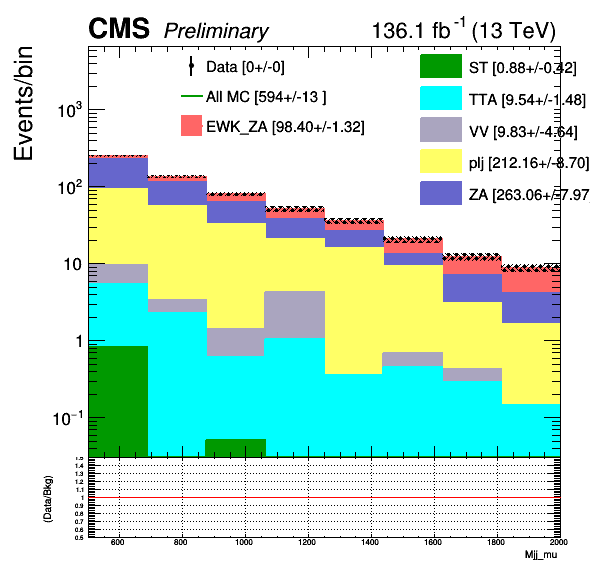 CMS Preliminary 136.1 fb⁻¹ (13 TeV)
Events/bin
Data [0+/-0]
All MC [594+/-13 ]
EWK_ZA [98.40+/-1.32]
ST [0.88+/-0.42]
TTA [9.54+/-1.48]
VV [9.83+/-4.64]
plj [212.16+/-8.70]
ZA [263.06+/-7.97
10³
10²
10
1
10⁻¹
(Data/Bkg)
1.5
1.4
1.3
1.2
1.1
1
0.9
0.8
0.7
0.6
0.5
600 800 1000 1200 1400 1600 1800 2000
Mjj_mu